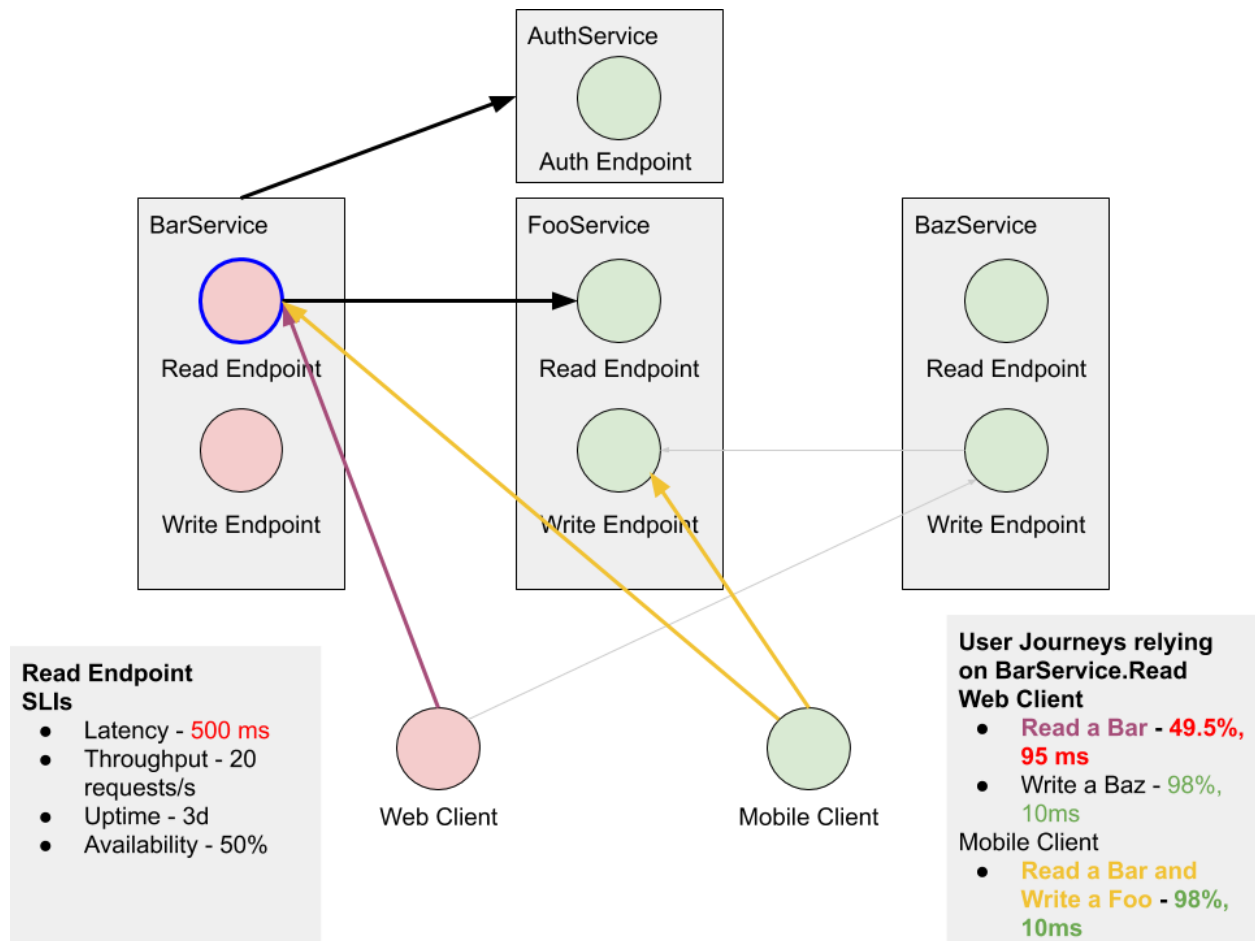 AuthService
Auth Endpoint
BarService
Read Endpoint
Write Endpoint
FooService
Read Endpoint
Write Endpoint
BazService
Read Endpoint
Write Endpoint
Web Client
Mobile Client
Read Endpoint
SLIs
● Latency - 500 ms
● Throughput - 20
requests/s
● Uptime - 3d
● Availability - 50%
User Journeys relying
on BarService.Read
Web Client
● Read a Bar - 49.5%,
95 ms
● Write a Baz - 98%,
10ms
Mobile Client
● Read a Bar and
Write a Foo - 98%,
10ms